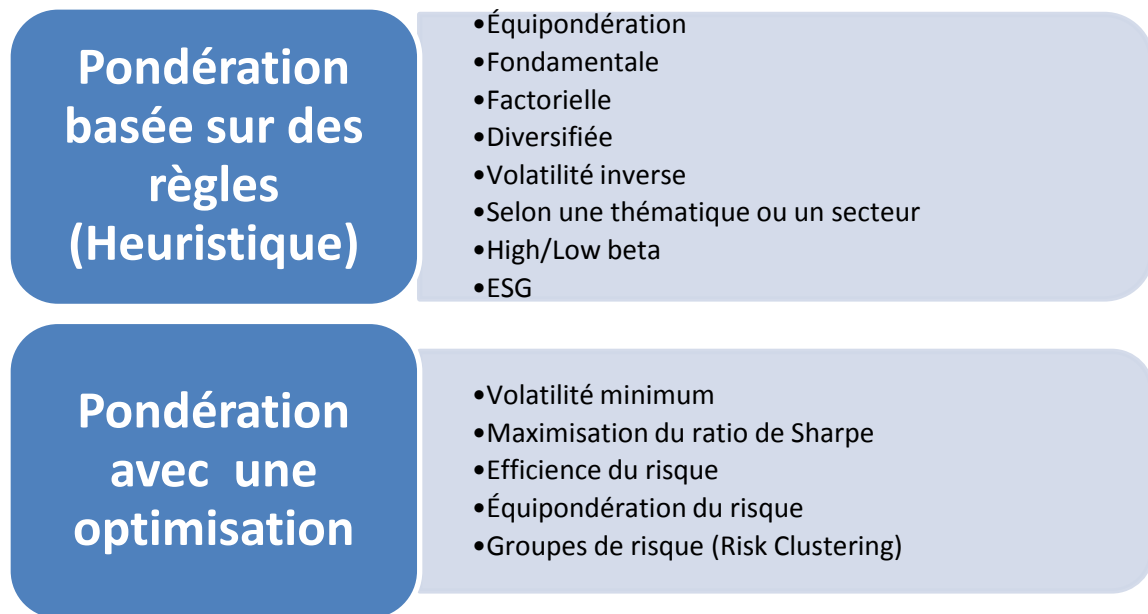 Pondération
basée sur des
règles
(Heuristique)
•Équipondération
•Fondamentale
•Factorielle
•Diversifiée
•Volatilité inverse
•Selon une thématique ou un secteur
•High/Low beta
•ESG
Pondération
avec une
optimisation
•Volatilité minimum
•Maximisation du ratio de Sharpe
•Efficience du risque
•Équipondération du risque
•Groupes de risque (Risk Clustering)